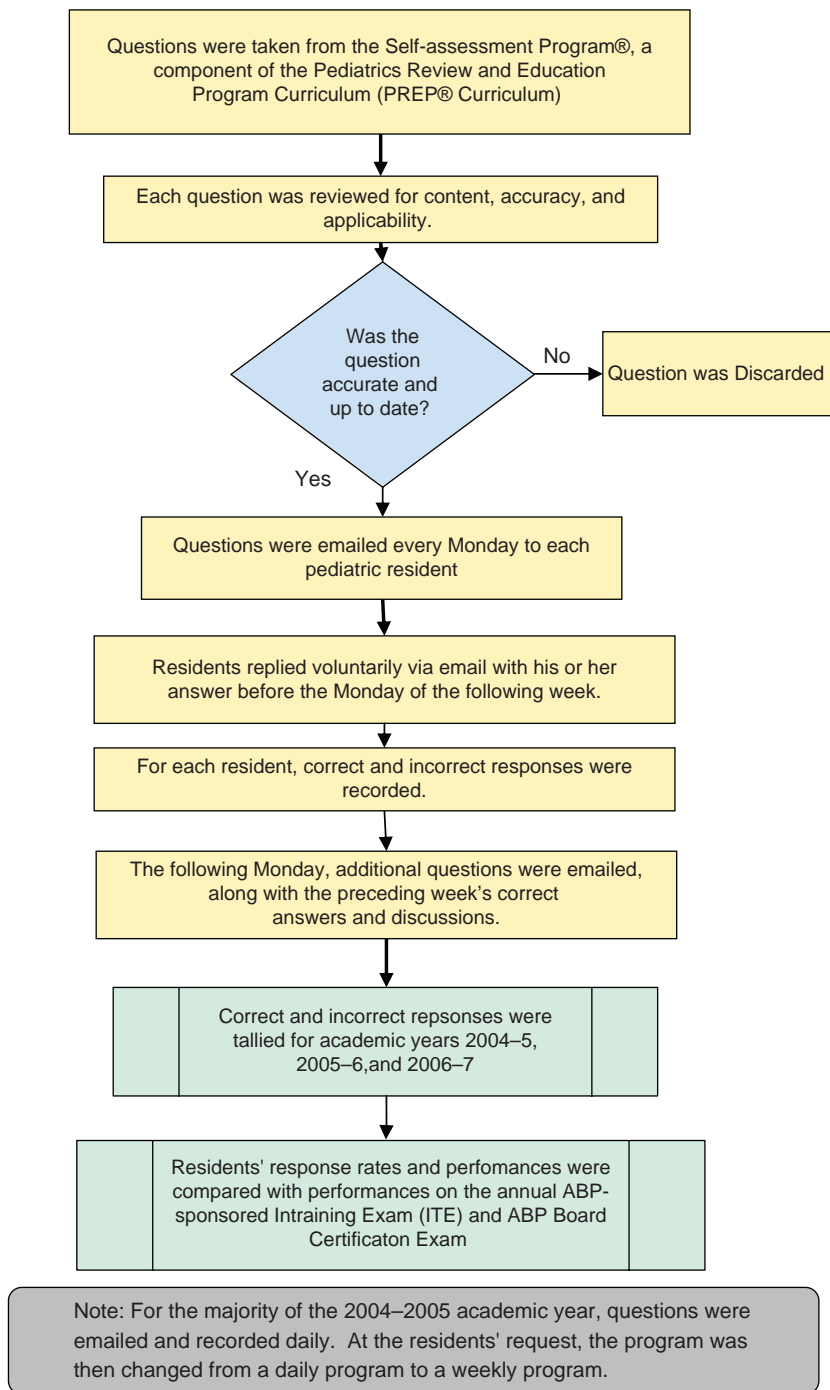 Questions were taken from the Self-assessment Program®, a
component of the Pediatrics Review and Education
Program Curriculum (PREP® Curriculum)
Each question was reviewed for content, accuracy, and
applicability.
Was the
question
accurate and
up to date?
No
Question was Discarded
Yes
Questions were emailed every Monday to each
pediatric resident
Residents replied voluntarily via email with his or her
answer before the Monday of the following week.
For each resident, correct and incorrect responses were
recorded.
The following Monday, additional questions were emailed,
along with the preceding week's correct
answers and discussions.
Correct and incorrect repsonses were
tallied for academic years 2004–5,
2005–6,and 2006–7
Residents' response rates and perfomances were
compared with performances on the annual ABP-
sponsored Intraining Exam (ITE) and ABP Board
Certificaton Exam
Note: For the majority of the 2004–2005 academic year, questions were
emailed and recorded daily.  At the residents' request, the program was
then changed from a daily program to a weekly program.